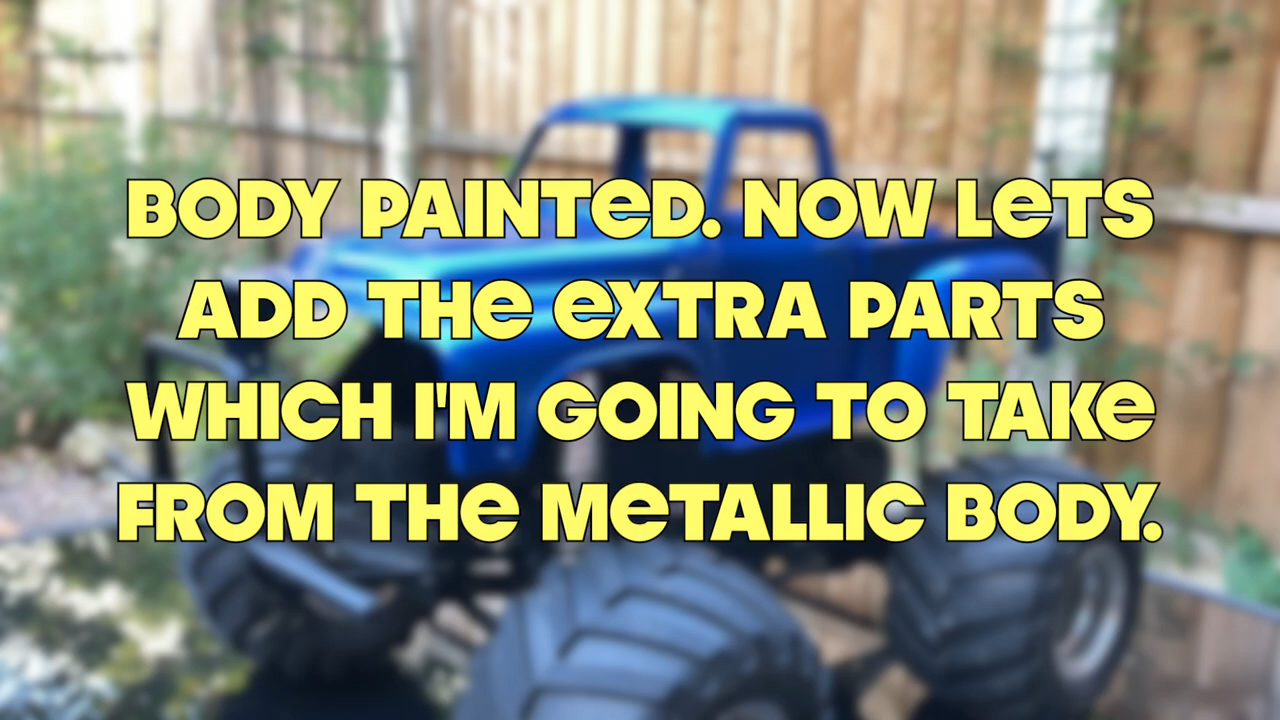 BODY PAINTED. NOW LETS
ADD THE EXTRA PARTS
WHICH I'M GOING TO TAKE
FROM THE METALLIC BODY.